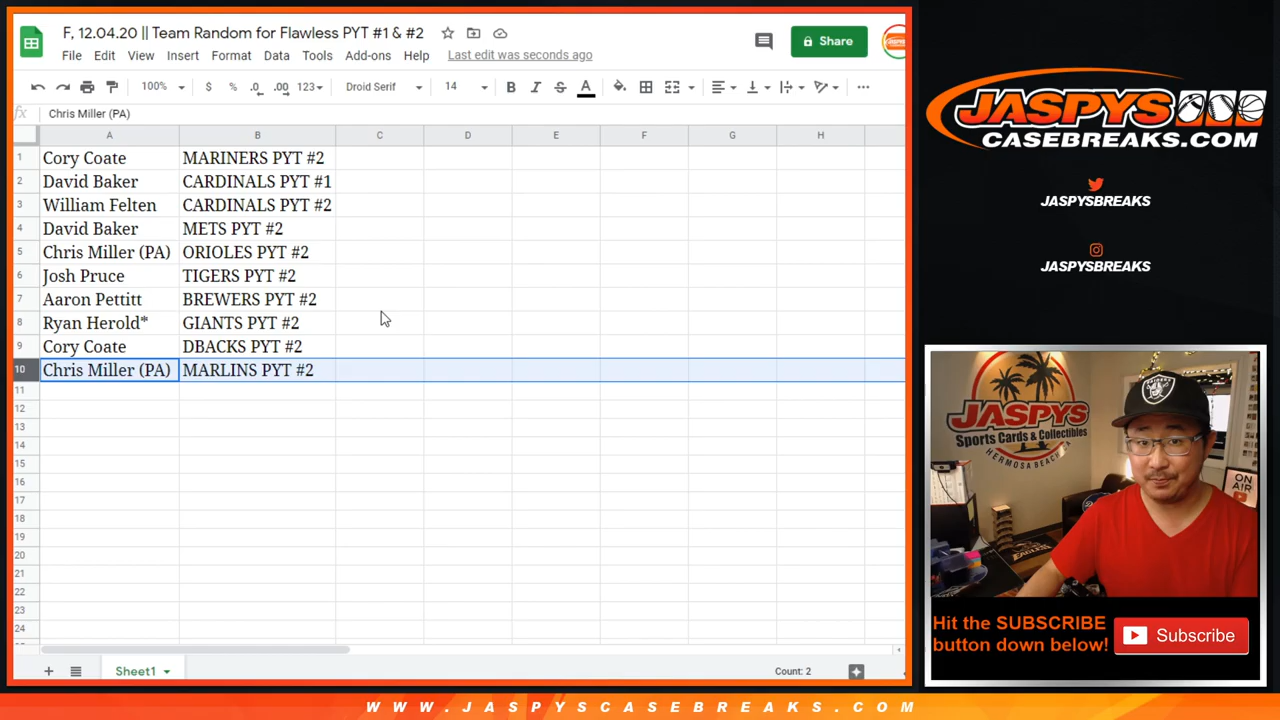 F, 12.04.20 || Team Random for Flawless PYT #1 & #2
Share
File Edit View Insert Format Data Tools Add-ons Help Last edit was seconds ago
100% $ % .0 .00 123 Droid Serif 14 B I S A
fx Chris Miller (PA)
A B C D E F G H
1 Cory Coate MARINERS PYT #2
2 David Baker CARDINALS PYT #1
3 William Felten CARDINALS PYT #2
4 David Baker METS PYT #2
5 Chris Miller (PA) ORIOLES PYT #2
6 Josh Pruce TIGERS PYT #2
7 Aaron Pettitt BREWERS PYT #2
8 Ryan Herold* GIANTS PYT #2
9 Cory Coate DBACKS PYT #2
10 Chris Miller (PA) MARLINS PYT #2
11
12
13
14
15
16
17
18
19
20
21
22
23
24
Sheet1
Count: 2
JASPYS
CASEBREAKS.COM
JASPYSBREAKS
JASPYSBREAKS
JASPYS
Sports Cards & Collectibles
HERMOSA BEACH
RAIDERS
ON
AIR
EAGLES
Hit the SUBSCRIBE
button down below!
Subscribe
WWW.JASPYSCASEBREAKS.COM